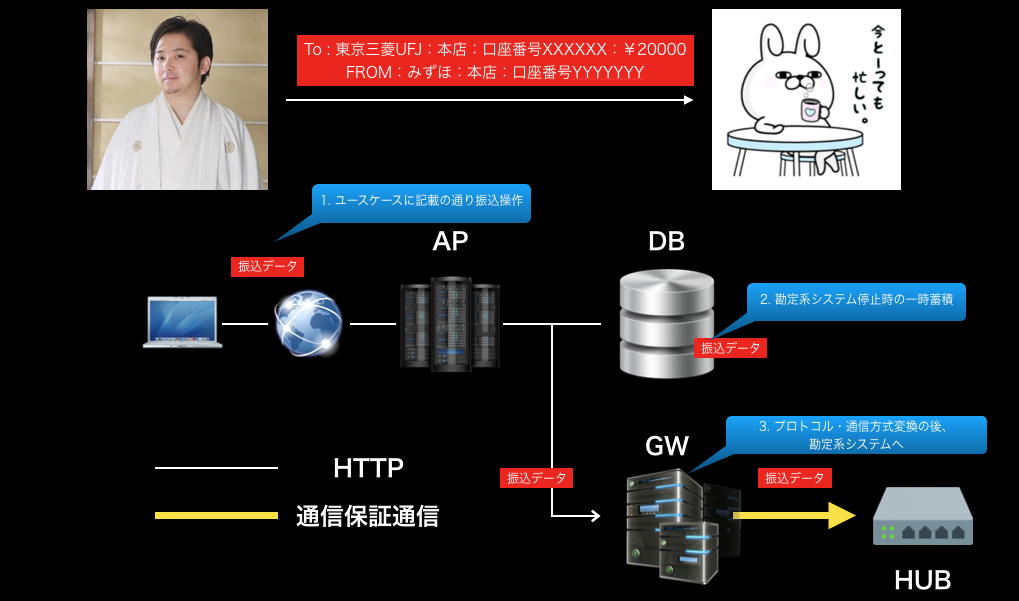 To：東京三菱UFJ：本店：口座番号XXXXXX：￥20000
FROM：みずほ：本店：口座番号YYYYYYY
今とーっても
忙しい。
1. ユースケースに記載の通り振込操作
AP
DB
振込データ
2. 勘定系システム停止時の一時蓄積
振込データ
3. プロトコル・通信方式変換の後、
勘定系システムへ
GW
HTTP
振込データ
振込データ
通信保証通信
HUB